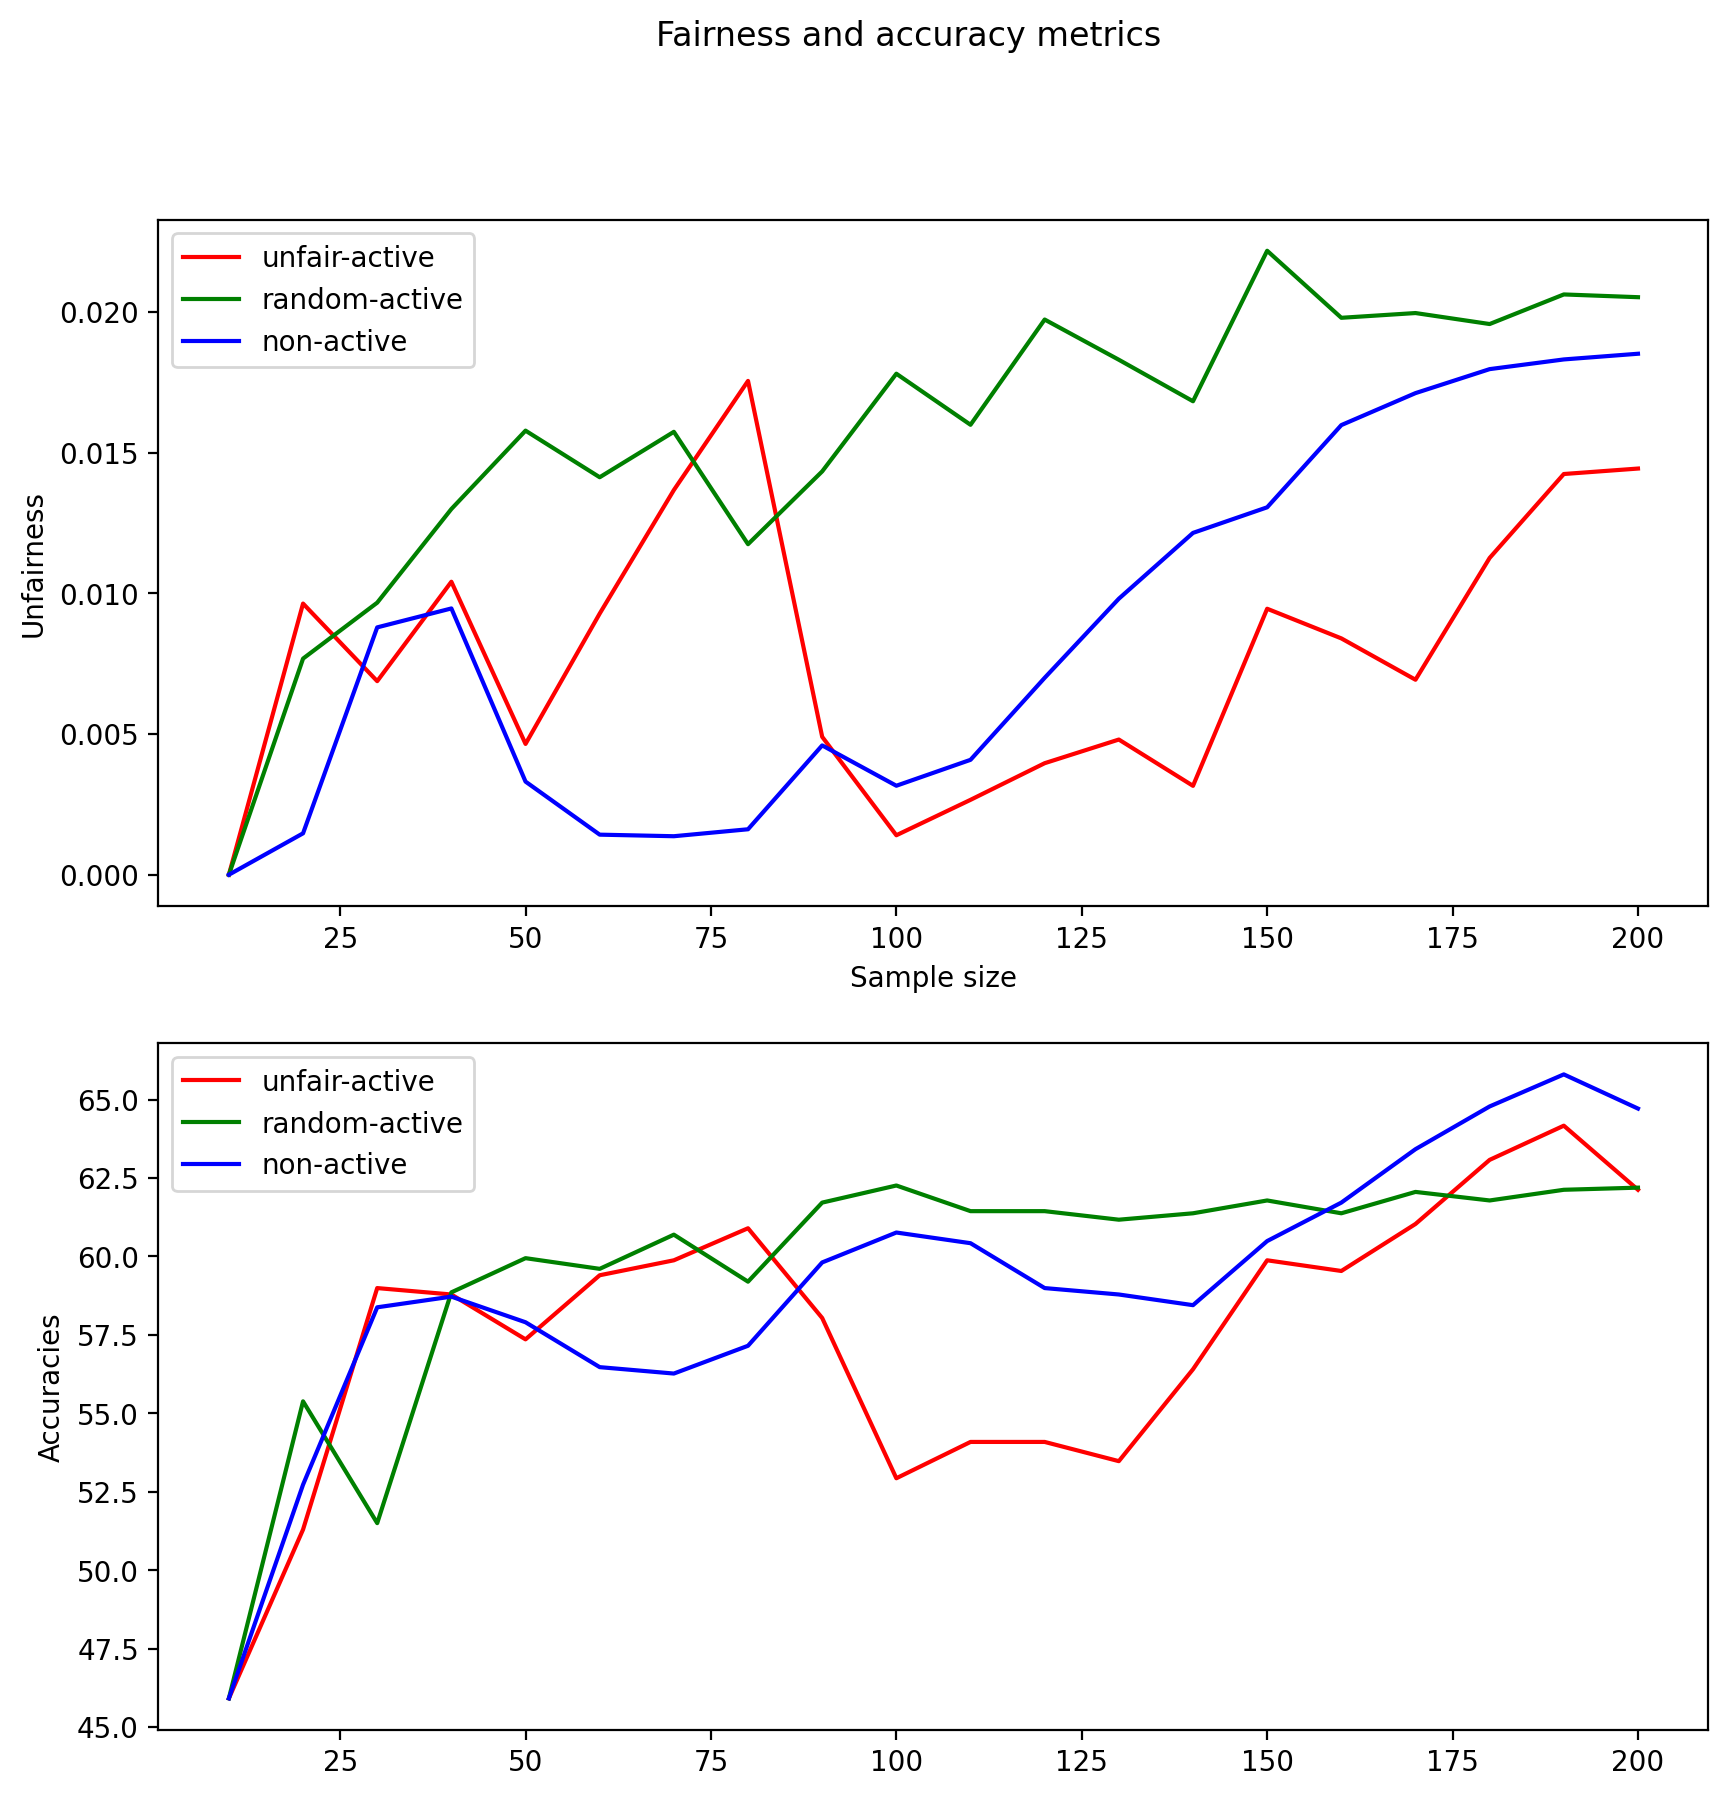 Fairness and accuracy metrics
unfair-active
random-active
non-active
0.020
0.015
0.010
0.005
0.000
Unfairness
25 50 75 100 125 150 175 200
Sample size
unfair-active
random-active
non-active
65.0
62.5
60.0
57.5
55.0
52.5
50.0
47.5
45.0
Accuracies
25 50 75 100 125 150 175 200